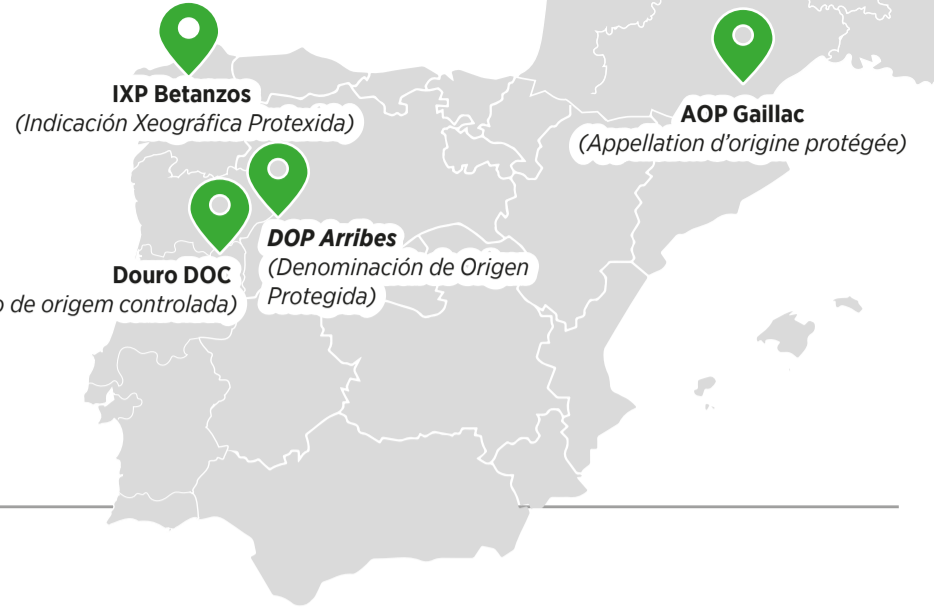 IXP Betanzos
(Indicación Xeográfica Protexida)
AOP Gaillac
(Appellation d’origine protégée)
DOP Arribes
(Denominación de Origen
Protegida)
Douro DOC
o de origem controlada)